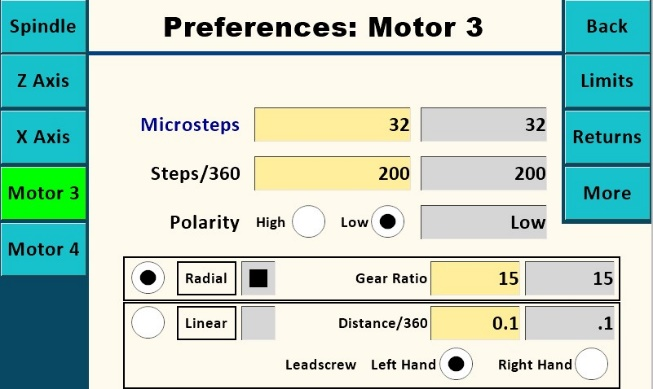 Spindle
Preferences: Motor 3
Back
Z Axis
Limits
X Axis
Microsteps 32 32
Returns
Steps/360 200 200
Motor 3
More
Polarity High Low Low
Motor 4
Radial Gear Ratio 15 15
Linear Distance/360 0.1 .1
Leadscrew Left Hand Right Hand